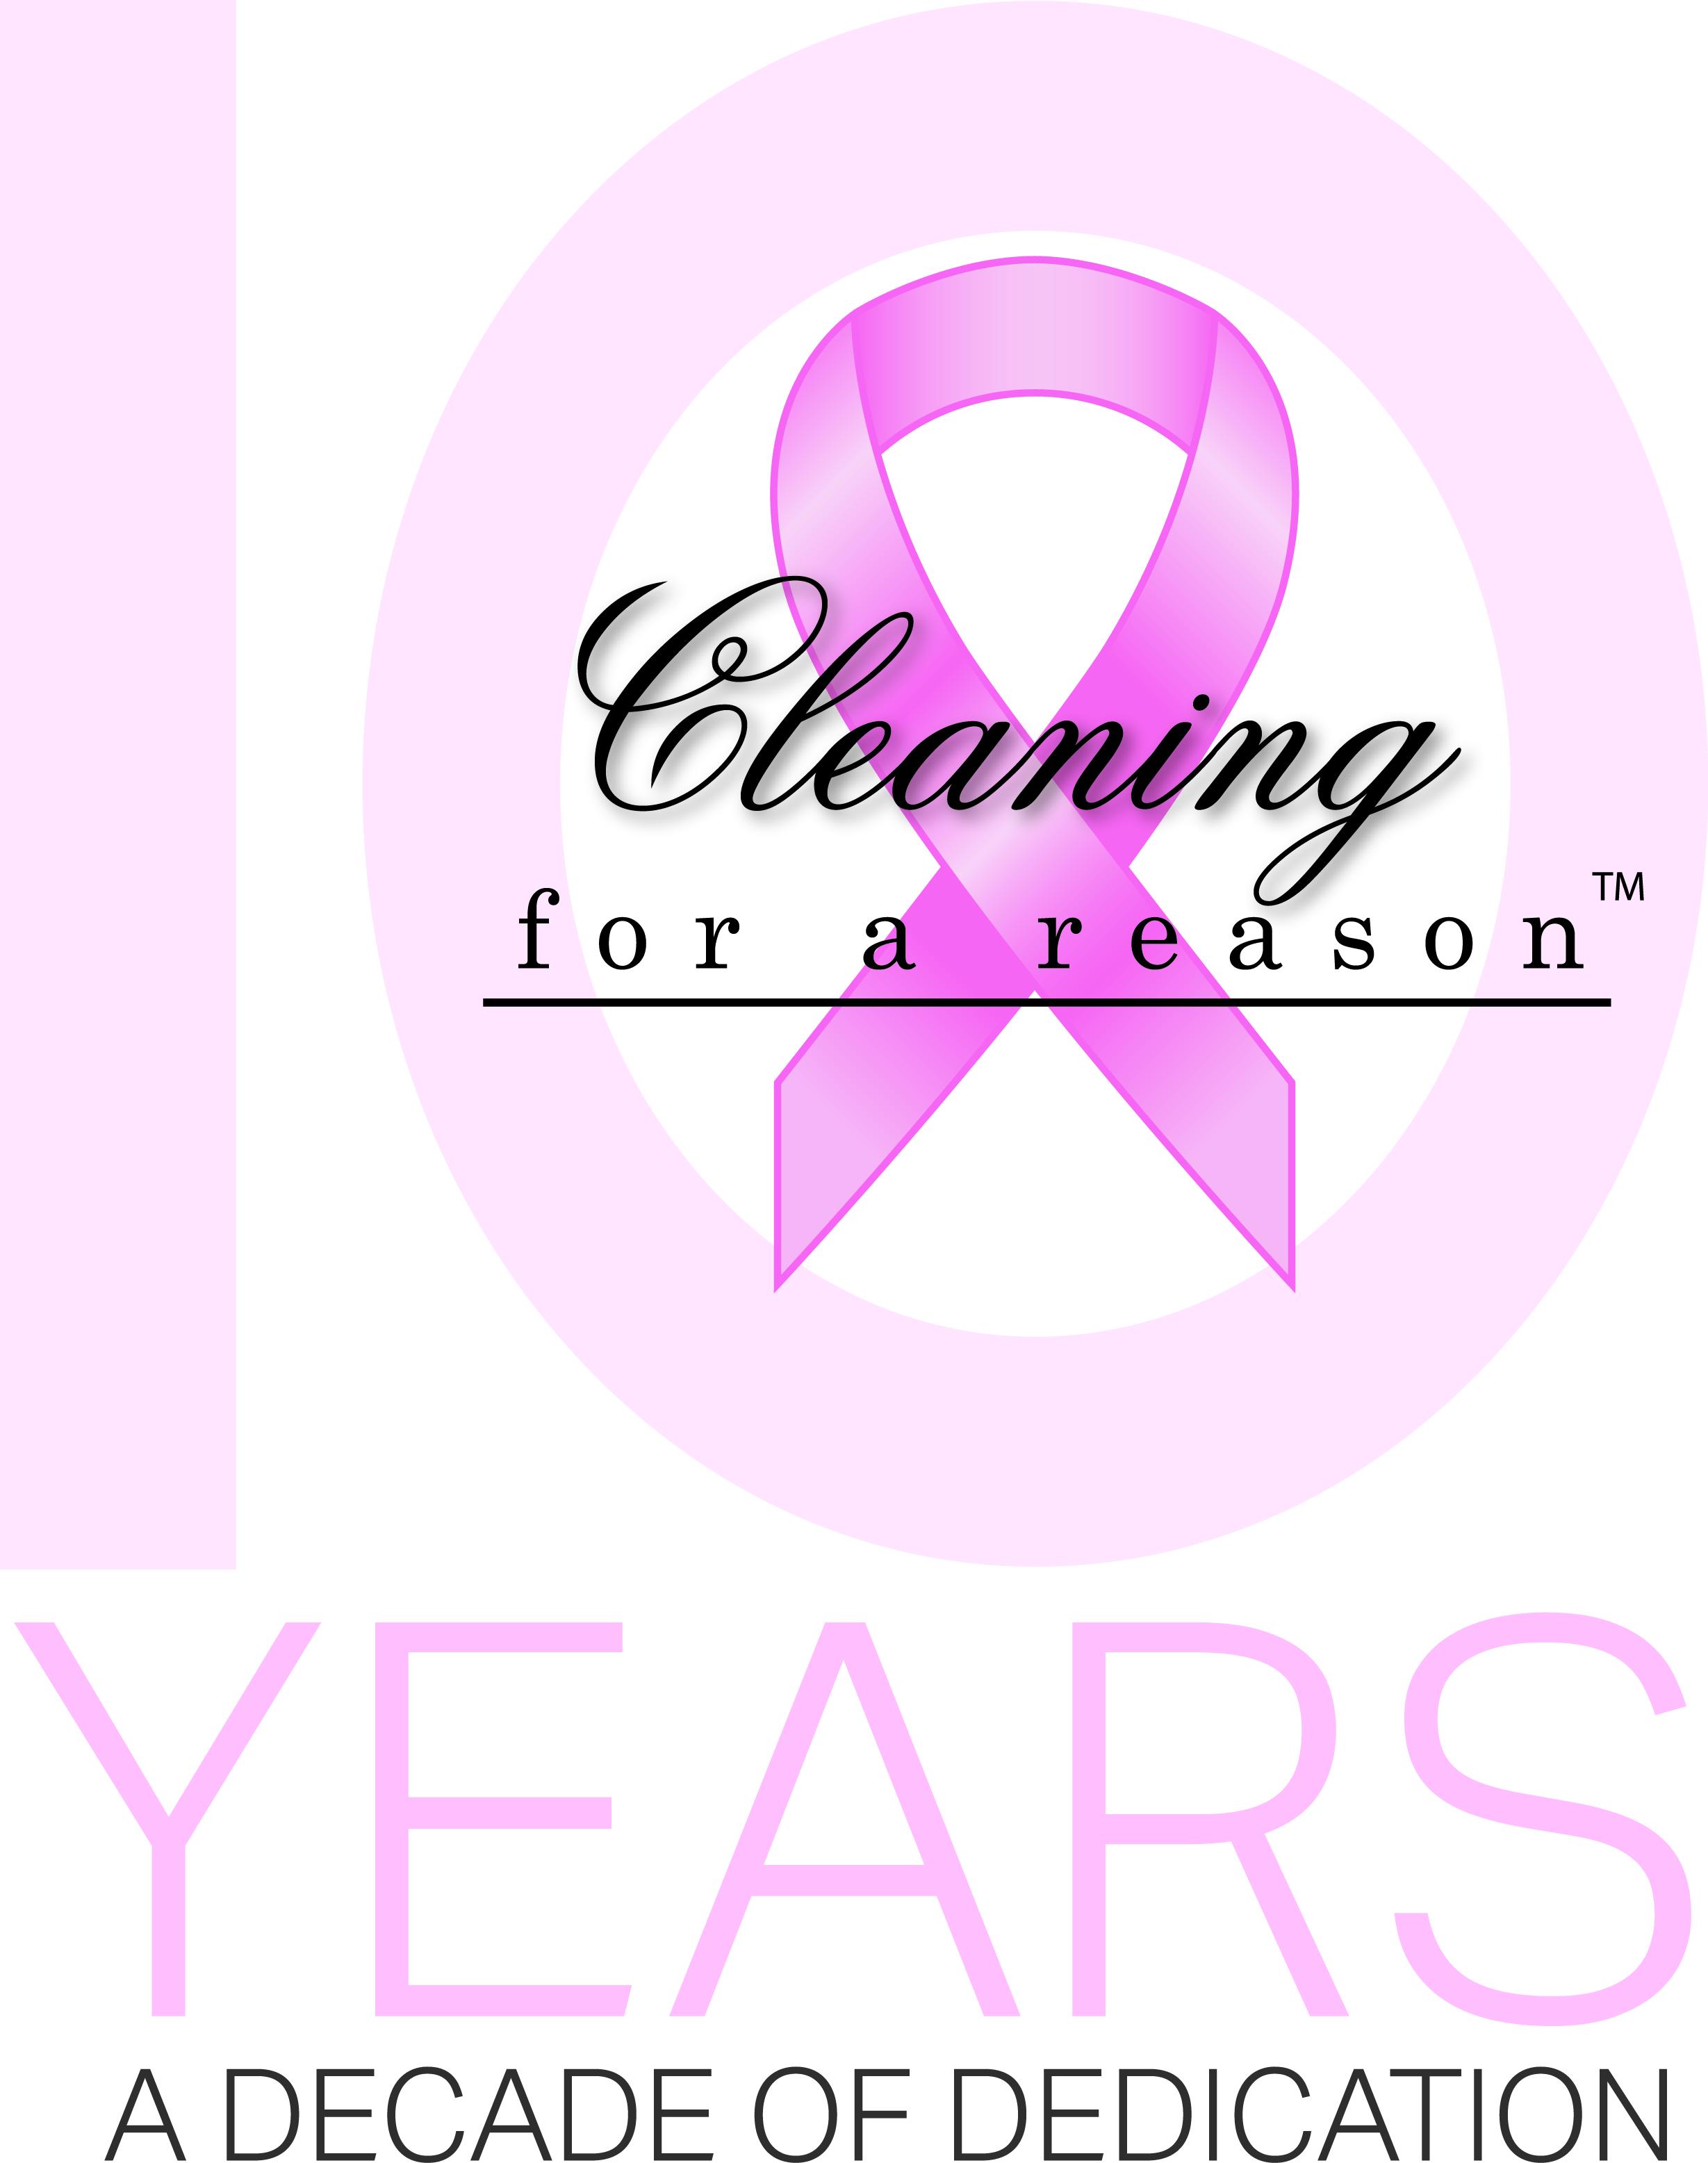 10
Cleaning
for a reason™
YEARS
A DECADE OF DEDICATION